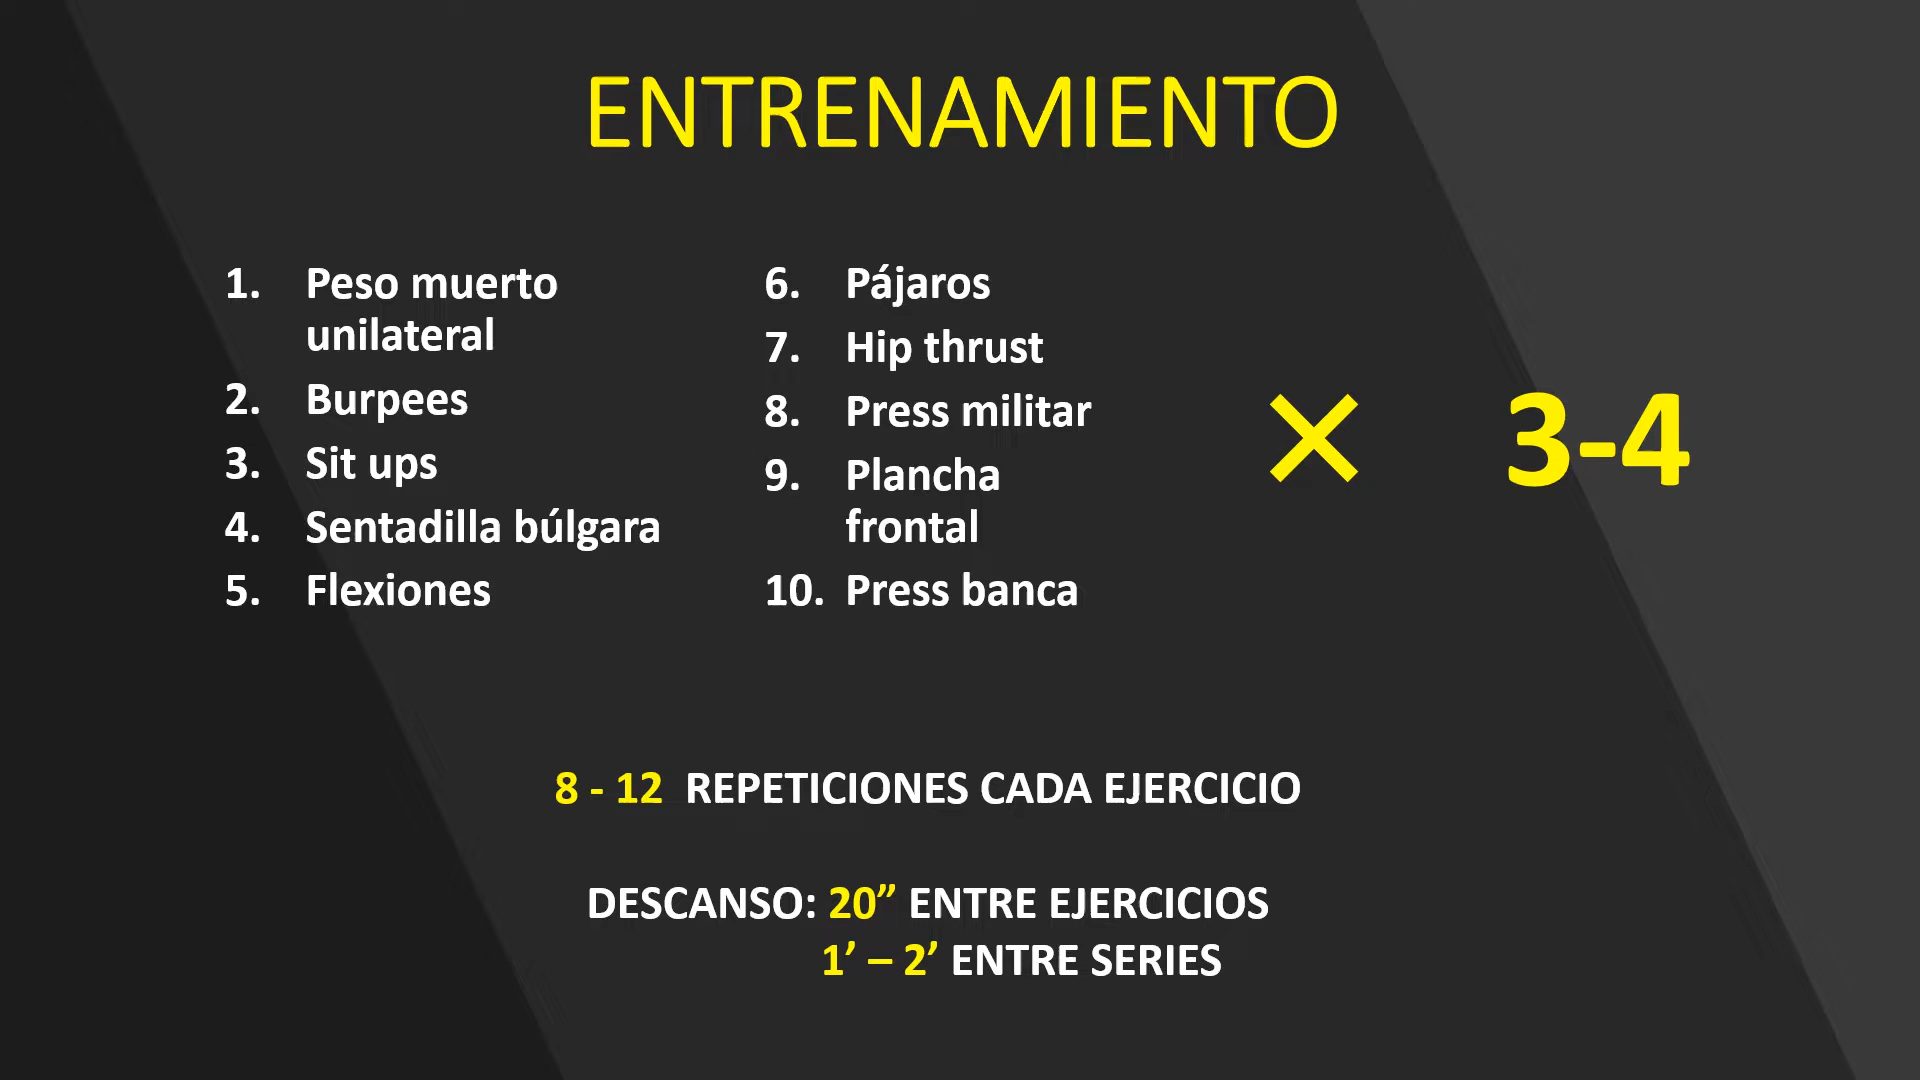 ENTRENAMIENTO
1. Peso muerto
unilateral
2. Burpees
3. Sit ups
4. Sentadilla búlgara
5. Flexiones
6. Pájaros
7. Hip thrust
8. Press militar
9. Plancha
frontal
10. Press banca
× 3-4
8 - 12 REPETICIONES CADA EJERCICIO
DESCANSO: 20” ENTRE EJERCICIOS
1’ – 2’ ENTRE SERIES